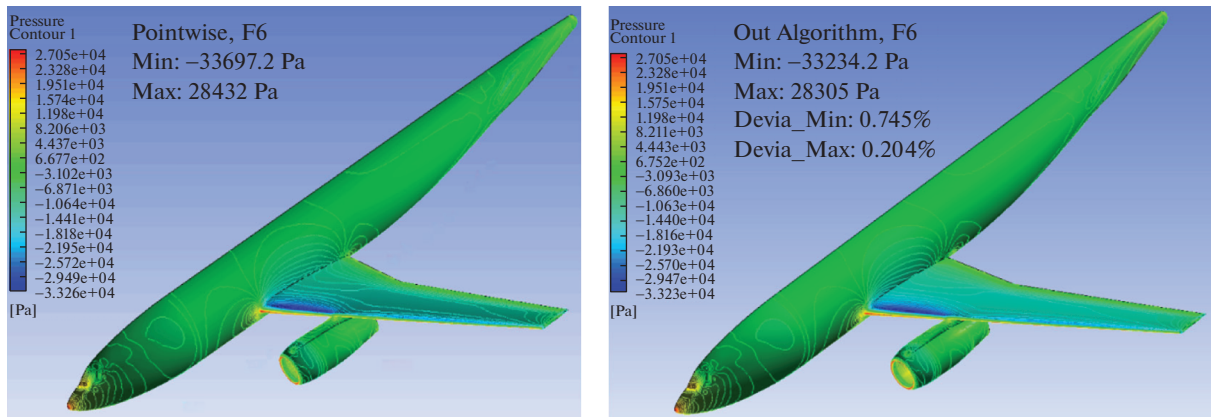 Pressure
Contour 1
2.705e+04
2.328e+04
1.951e+04
1.574e+04
1.198e+04
8.206e+03
4.437e+03
6.677e+02
−3.102e+03
−6.871e+03
−1.064e+04
−1.441e+04
−1.818e+04
−2.195e+04
−2.572e+04
−2.949e+04
−3.326e+04
[Pa]
Pointwise, F6
Min: −33697.2 Pa
Max: 28432 Pa
Pressure
Contour 1
2.705e+04
2.328e+04
1.951e+04
1.575e+04
1.198e+04
8.211e+03
4.443e+03
6.752e+02
−3.093e+03
−6.860e+03
−1.063e+04
−1.440e+04
−1.816e+04
−2.193e+04
−2.570e+04
−2.947e+04
−3.323e+04
[Pa]
Out Algorithm, F6
Min: −33234.2 Pa
Max: 28305 Pa
Devia_Min: 0.745%
Devia_Max: 0.204%